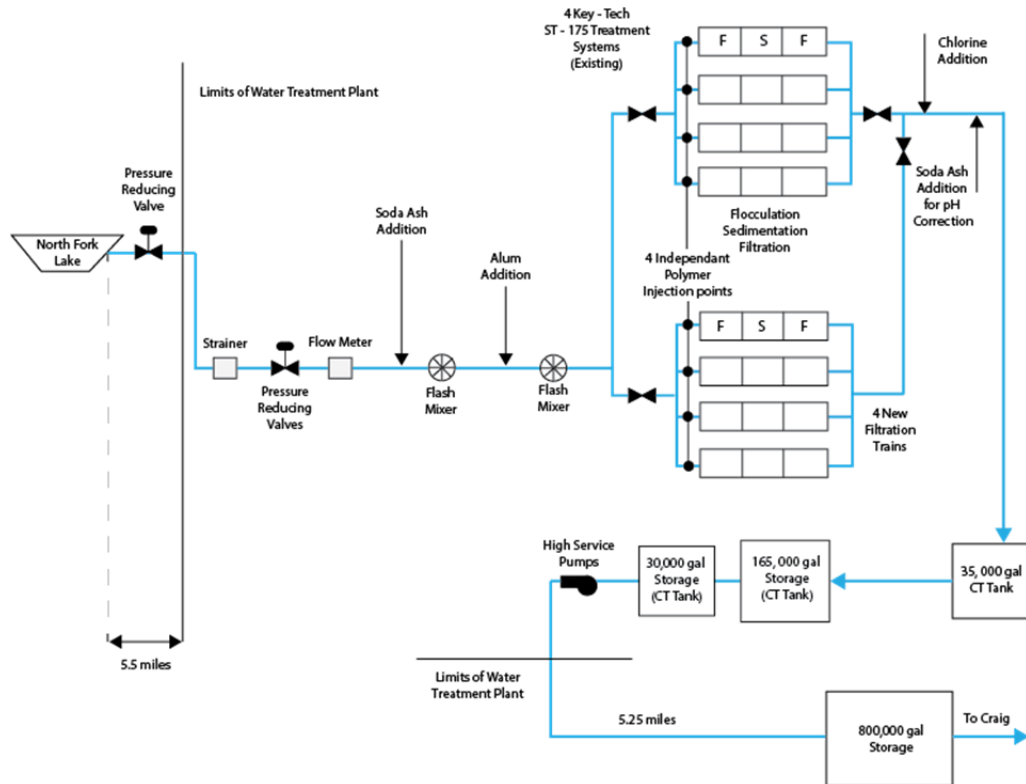 4 Key - Tech
ST - 175 Treatment
Systems
(Existing)
F S F
Chlorine
Addition
Limits of Water Treatment Plant
Pressure
Reducing
Valve
North Fork
Lake
Soda Ash
Addition
Alum
Addition
Flocculation
Sedimentation
Filtration
Soda Ash
Addition
for pH
Correction
4 Independant
Polymer
Injection points
F S F
Strainer
Flow Meter
Pressure
Reducing
Valves
Flash
Mixer
Flash
Mixer
4 New
Filtration
Trains
High Service
Pumps
30,000 gal
Storage
(CT Tank)
165, 000 gal
Storage
(CT Tank)
35, 000 gal
CT Tank
5.5 miles
Limits of Water
Treatment Plant
5.25 miles
800,000 gal
Storage
To Craig